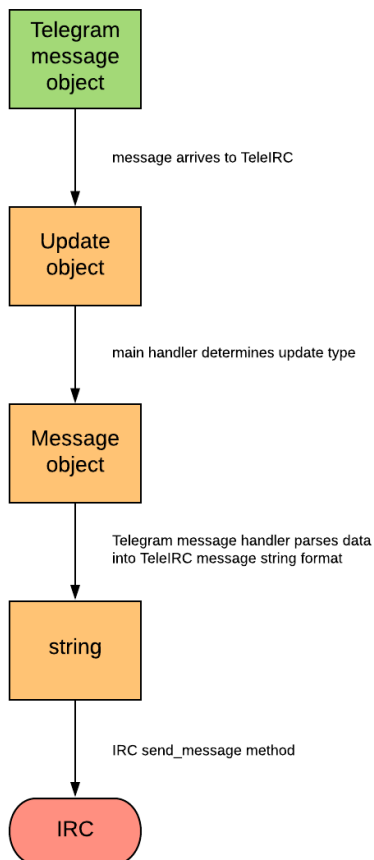 Telegram
message
object
message arrives to TeleIRC
Update
object
main handler determines update type
Message
object
Telegram message handler parses data
into TeleIRC message string format
string
IRC send_message method
IRC